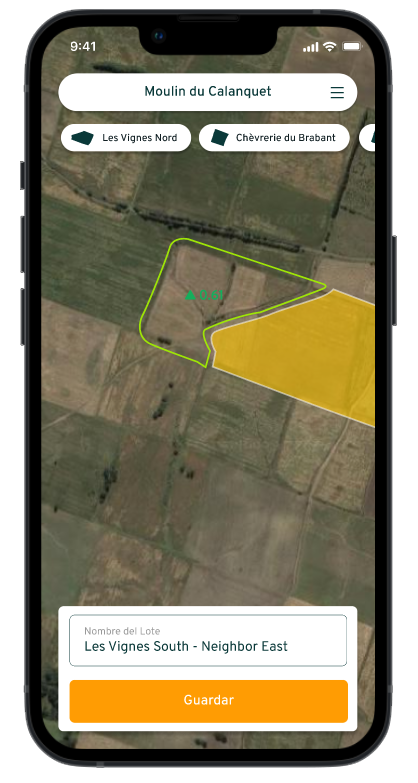 9:41
Moulin du Calanquet
Les Vignes Nord
Chèvrerie du Brabant
▲ 0.61
Nombre del Lote
Les Vignes South - Neighbor East
Guardar